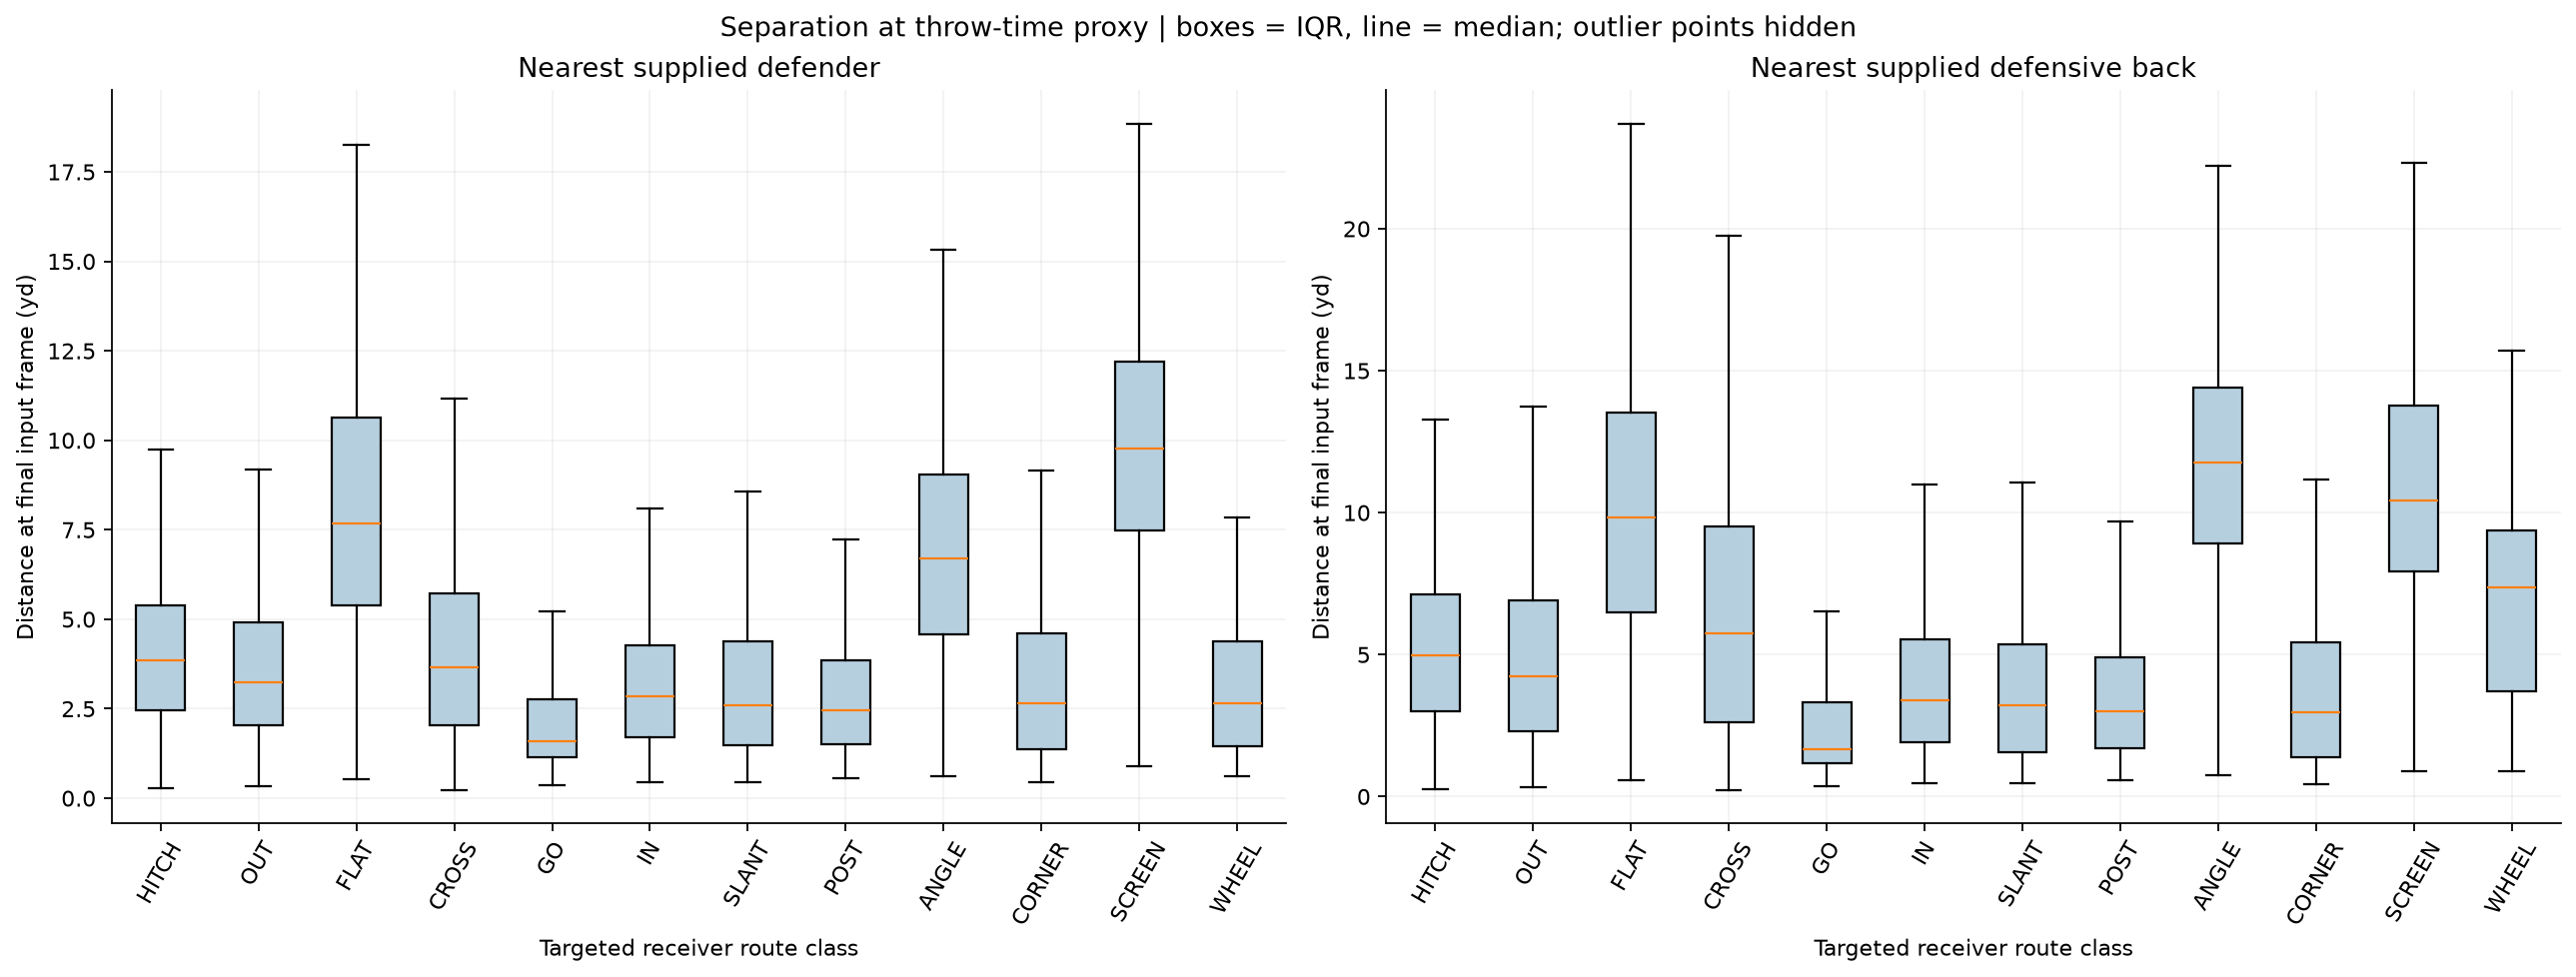 Separation at throw-time proxy | boxes = IQR, line = median; outlier points hidden
Nearest supplied defender
Distance at final input frame (yd)
17.5
15.0
12.5
10.0
7.5
5.0
2.5
0.0
HITCH
OUT
FLAT
CROSS
GO
IN
SLANT
POST
ANGLE
CORNER
SCREEN
WHEEL
Targeted receiver route class
Nearest supplied defensive back
Distance at final input frame (yd)
20
15
10
5
0
HITCH
OUT
FLAT
CROSS
GO
IN
SLANT
POST
ANGLE
CORNER
SCREEN
WHEEL
Targeted receiver route class